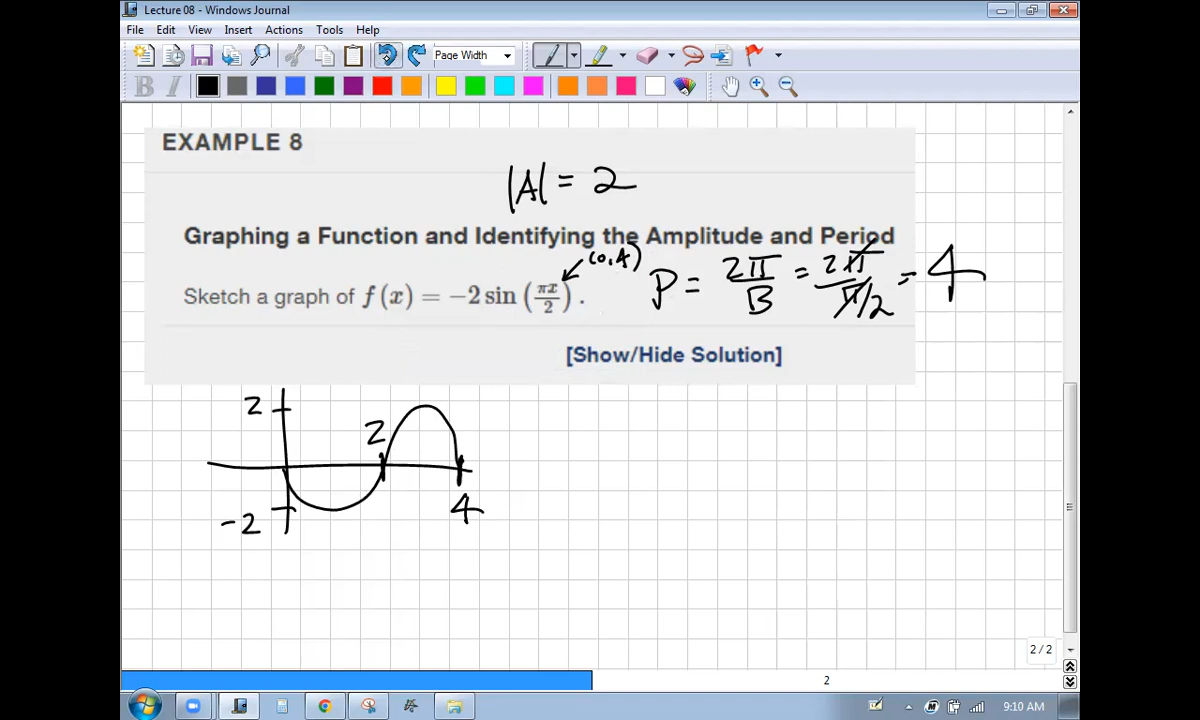 Lecture 08 - Windows Journal
File Edit View Insert Actions Tools Help
Page Width
B I
EXAMPLE 8
|A| = 2
Graphing a Function and Identifying the Amplitude and Period
(0,4)
Sketch a graph of f(x) = −2 sin (πx/2).
P = 2π/B = 2π/π/2 = 4
[Show/Hide Solution]
2
2
-2
4
2 / 2
2
9:10 AM